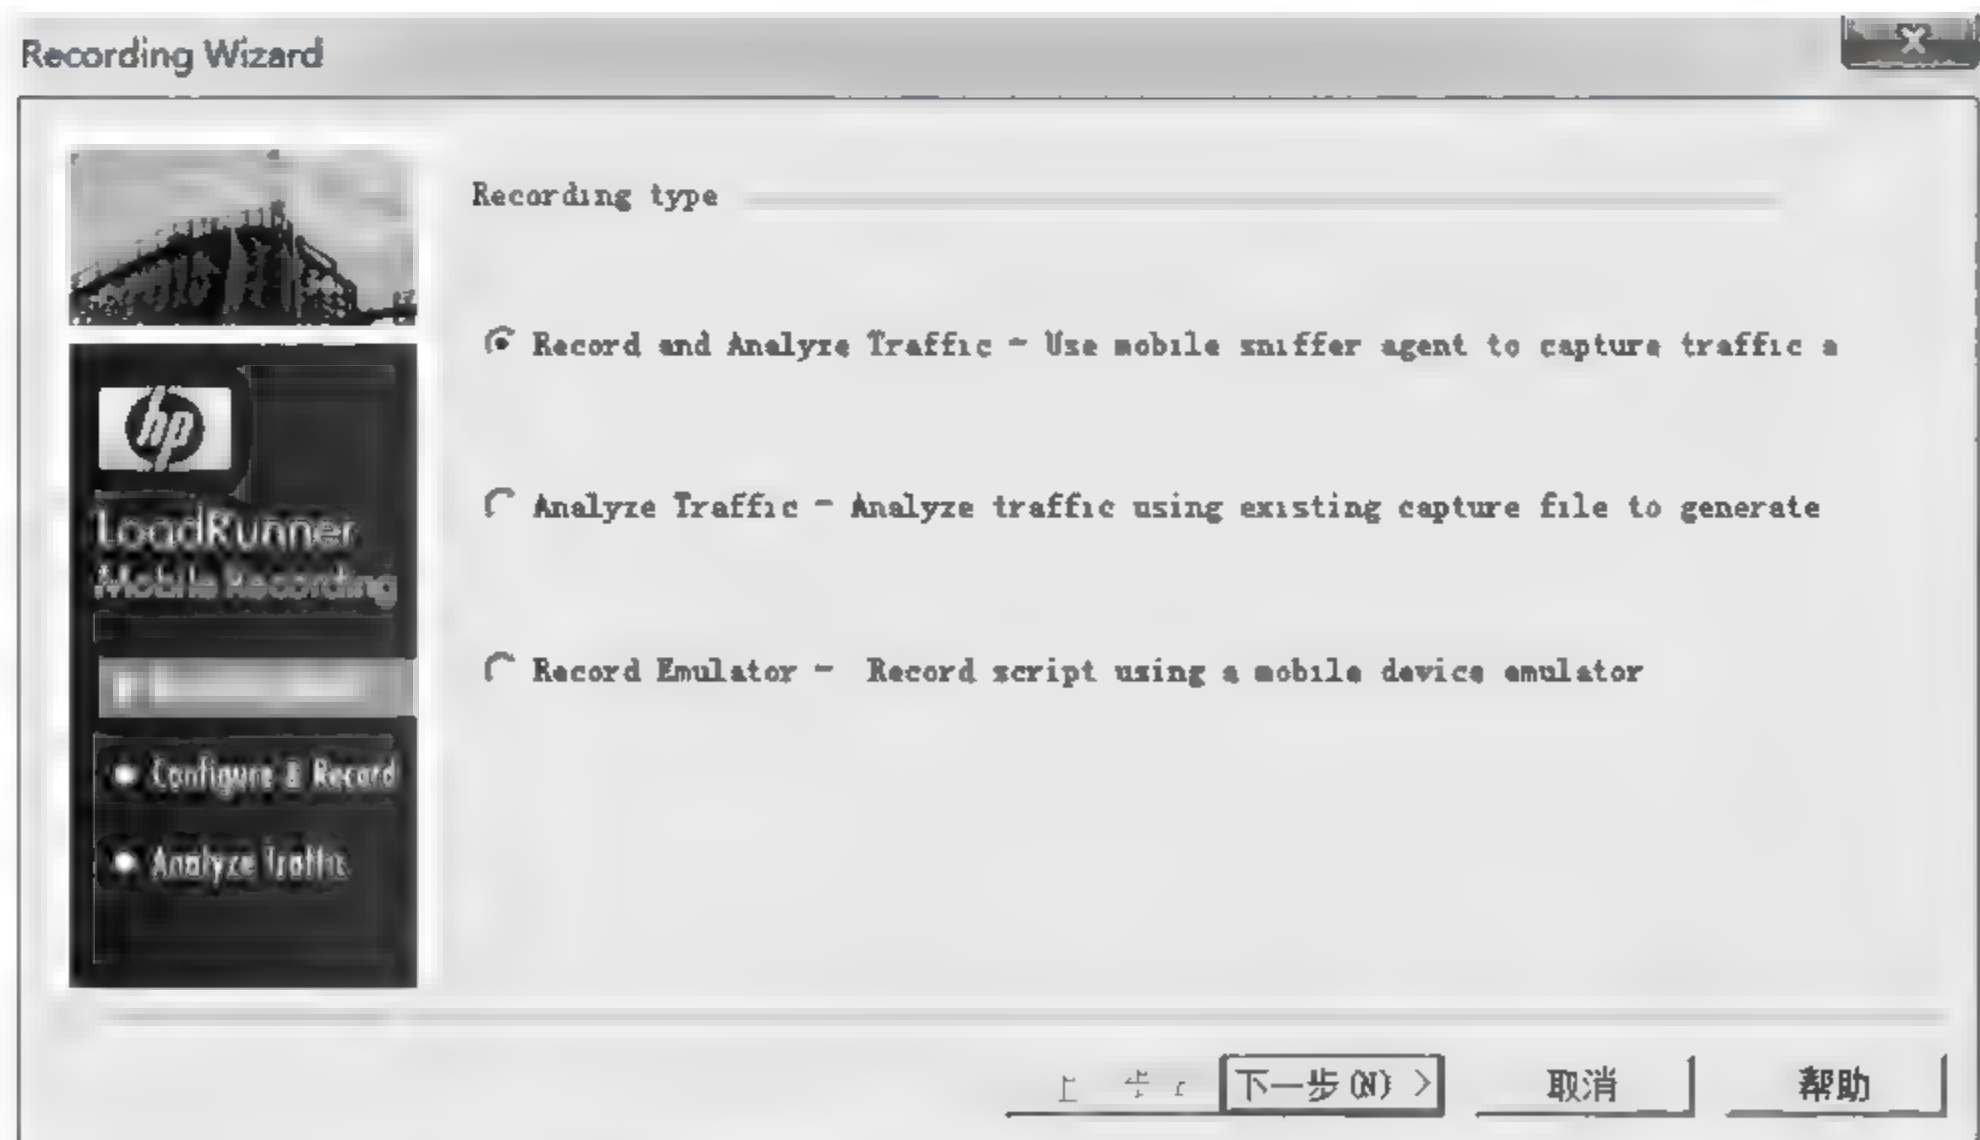 Recording Wizard
Recording type
Record and Analyze Traffic - Use mobile sniffer agent to capture traffic a
Analyze Traffic - Analyze traffic using existing capture file to generate
Record Emulator - Record script using a mobile device emulator
hp
LoadRunner
Mobile Recording
Configure & Record
Analyze Traffic
下一步(N) >
取消
帮助